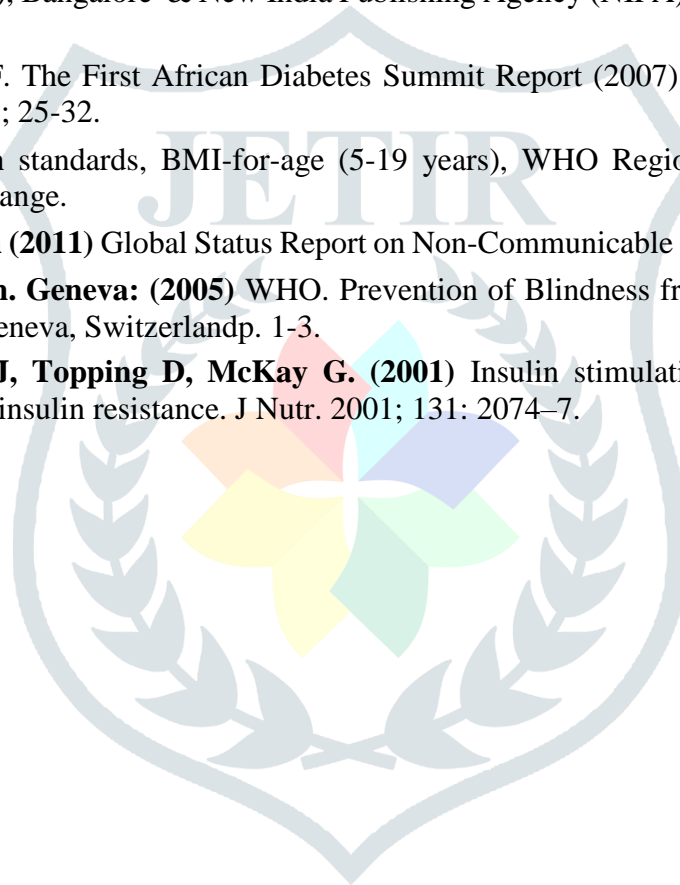 ), Bangalore & New India Publishing Agency (NIPA)
F. The First African Diabetes Summit Report (2007)
; 25-32.
n standards, BMI-for-age (5-19 years), WHO Regio
ange.
(2011) Global Status Report on Non-Communicable
n. Geneva: (2005) WHO. Prevention of Blindness fr
eneva, Switzerlandp. 1-3.
J, Topping D, McKay G. (2001) Insulin stimulati
insulin resistance. J Nutr. 2001; 131: 2074–7.
JETIR